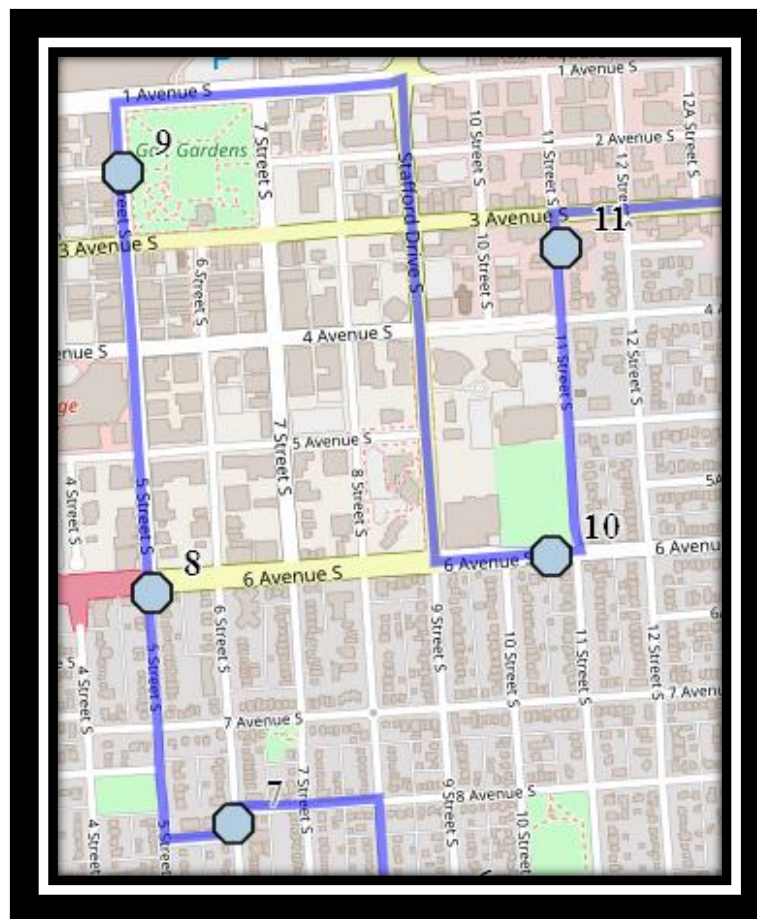 P
1 Avenue S
1 Avenue S
12A Street S
9
10 Street S
11 Street S
2 Avenue S
7 Street S
Gardens
Stafford Drive S
3 Avenue S
11
3 Avenue S
6 Street S
10 Street S
4 Avenue S
11 Street S
12 Street S
7 Street S
5 Avenue S
8 Street S
4 Street S
5 Street S
10
8
6 Avenue S
6 Avenue S
6 Avenu
9 Street S
6 Street S
10 Street S
11 Street S
12 Street S
5 Street S
4 Street S
7 Avenue S
7 Avenu
7
7 Street S
9 Street S
8 Avenue S
10 Street
4 Street
5 Street